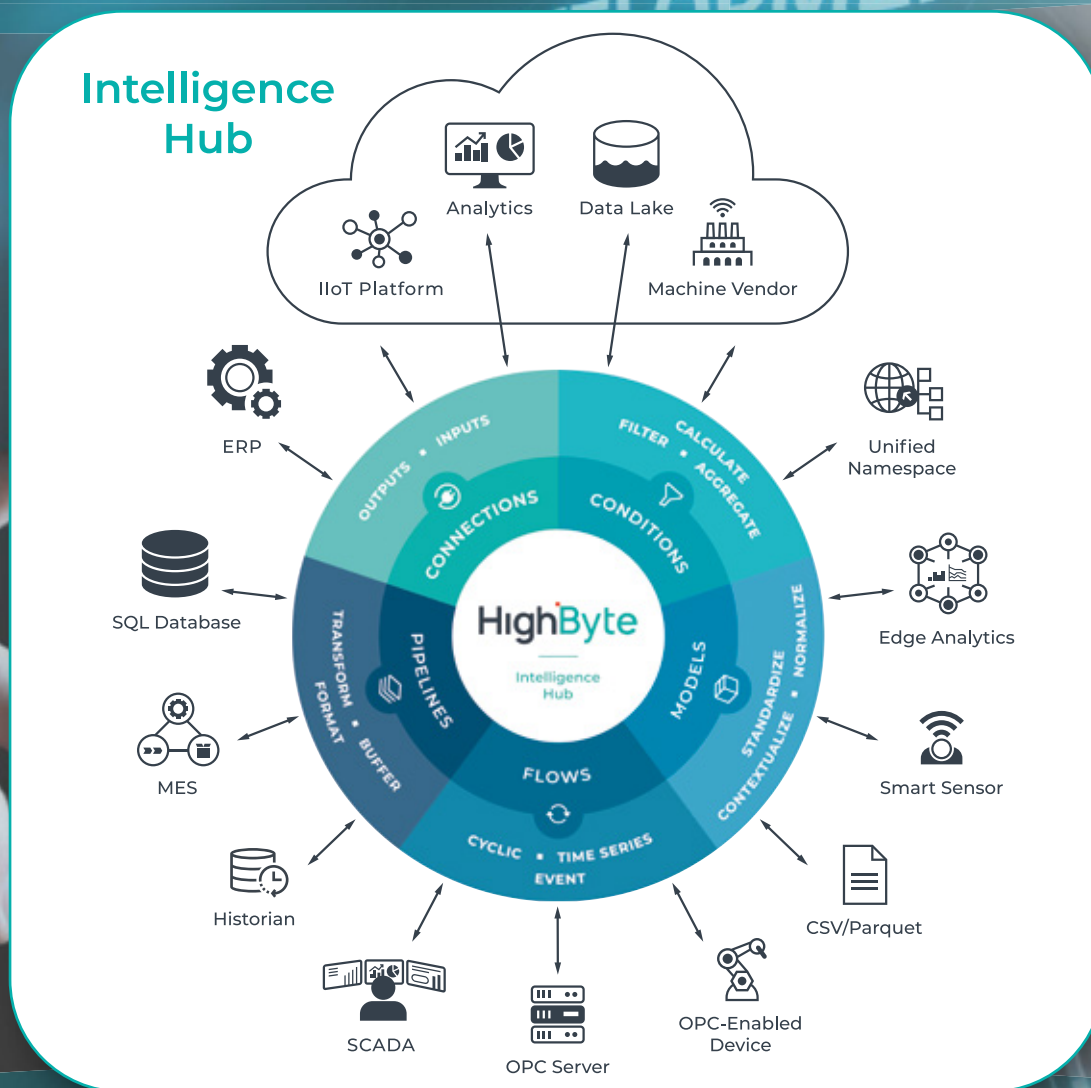 Intelligence
Hub
Analytics
Data Lake
IIoT Platform
Machine Vendor
ERP
Unified
Namespace
SQL Database
Edge Analytics
MES
Smart Sensor
Historian
CSV/Parquet
SCADA
OPC Server
OPC-Enabled
Device
OUTPUTS ▪ INPUTS
CONNECTIONS
CALCULATE
FILTER ▪ AGGREGATE
CONDITIONS
TRANSFORM ▪ BUFFER
FORMAT
PIPELINES
HighByte
Intelligence
Hub
MODELS
STANDARDIZE
CONTEXTUALIZE ▪ NORMALIZE
FLOWS
CYCLIC ▪ TIME SERIES
EVENT